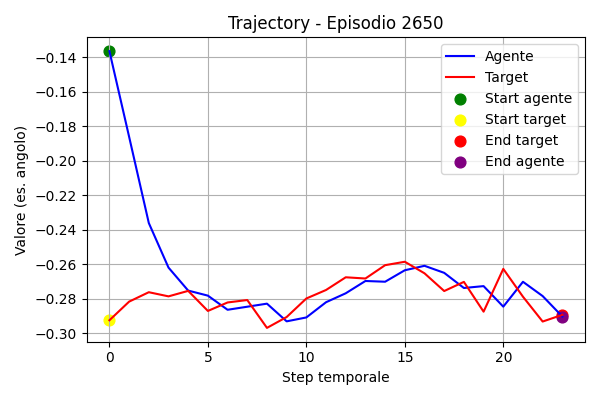 Trajectory - Episodio 2650
Valore (es. angolo)
−0.14
−0.16
−0.18
−0.20
−0.22
−0.24
−0.26
−0.28
−0.30
Agente
Target
Start agente
Start target
End target
End agente
0 5 10 15 20
Step temporale